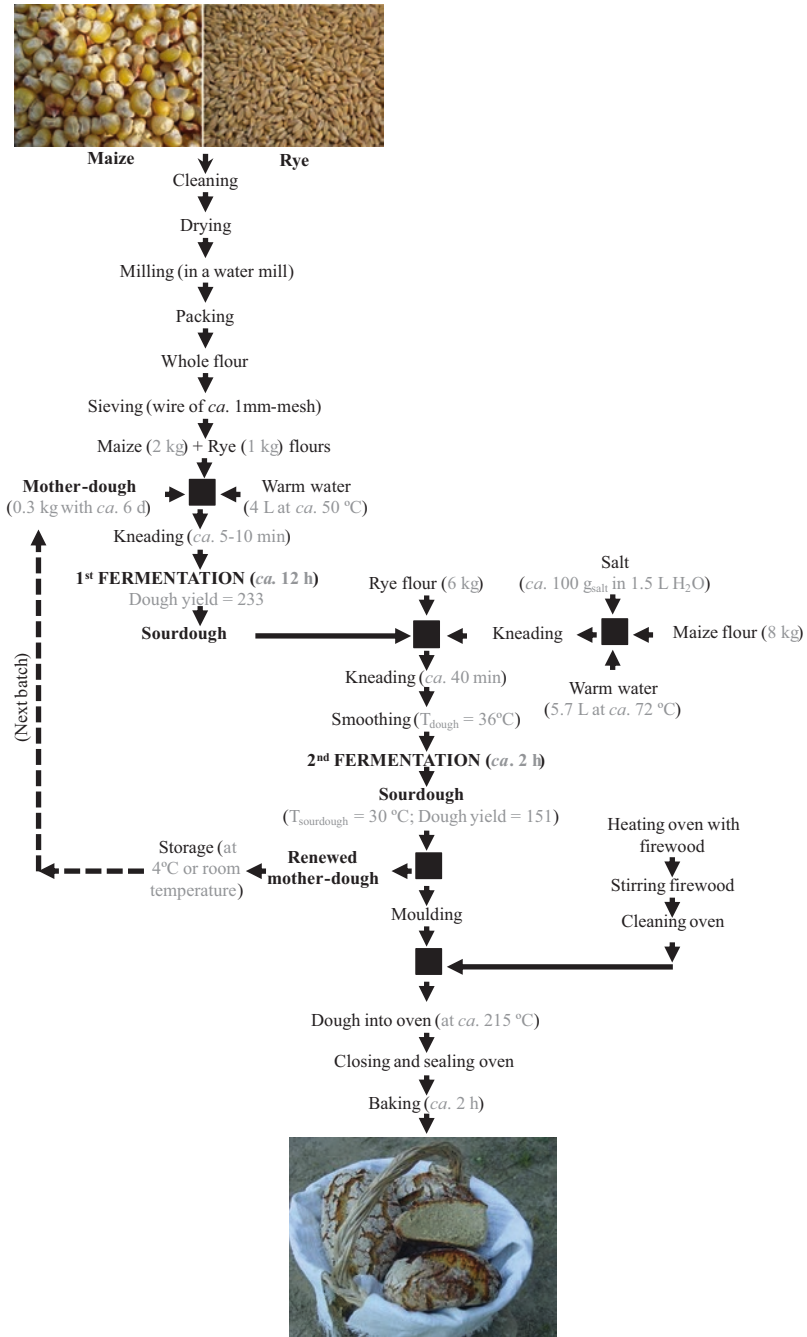 Maize
Rye
Cleaning
Drying
Milling (in a water mill)
Packing
Whole flour
Sieving (wire of ca. 1mm-mesh)
Maize (2 kg) + Rye (1 kg) flours
Mother-dough
(0.3 kg with ca. 6 d)
Warm water
(4 L at ca. 50 ºC)
Kneading (ca. 5-10 min)
1st FERMENTATION (ca. 12 h)
Dough yield = 233
Sourdough
Rye flour (6 kg)
Salt
(ca. 100 gsalt in 1.5 L H2O)
Kneading
Maize flour (8 kg)
Warm water
(5.7 L at ca. 72 ºC)
Kneading (ca. 40 min)
Smoothing (Tdough = 36ºC)
2nd FERMENTATION (ca. 2 h)
Sourdough
(Tsourdough = 30 ºC; Dough yield = 151)
Renewed
mother-dough
Storage (at
4ºC or room
temperature)
(Next batch)
Moulding
Heating oven with
firewood
Stirring firewood
Cleaning oven
Dough into oven (at ca. 215 ºC)
Closing and sealing oven
Baking (ca. 2 h)